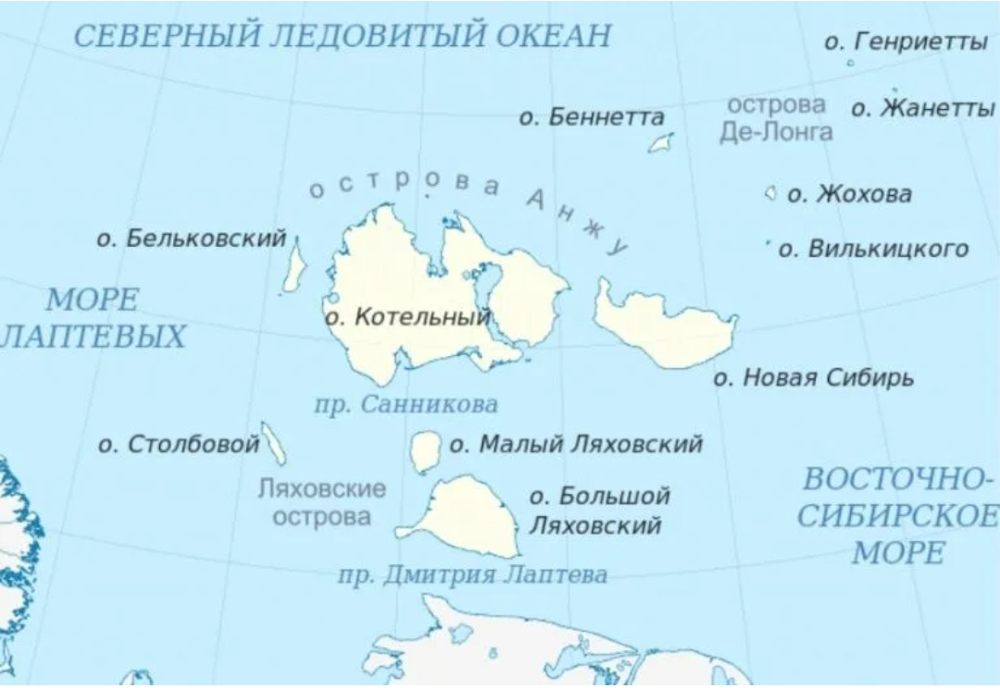 СЕВЕРНЫЙ ЛЕДОВИТЫЙ ОКЕАН
о. Генриетты
о. Жанетты
острова
Де-Лонга
о. Беннетта
острова Анжу
о. Жохова
о. Бельковский
о. Вилькицкого
МОРЕ
ЛАПТЕВЫХ
о. Котельный
о. Новая Сибирь
пр. Санникова
о. Столбовой
о. Малый Ляховский
Ляховские
острова
о. Большой
Ляховский
ВОСТОЧНО-
СИБИРСКОЕ
МОРЕ
пр. Дмитрия Лаптева